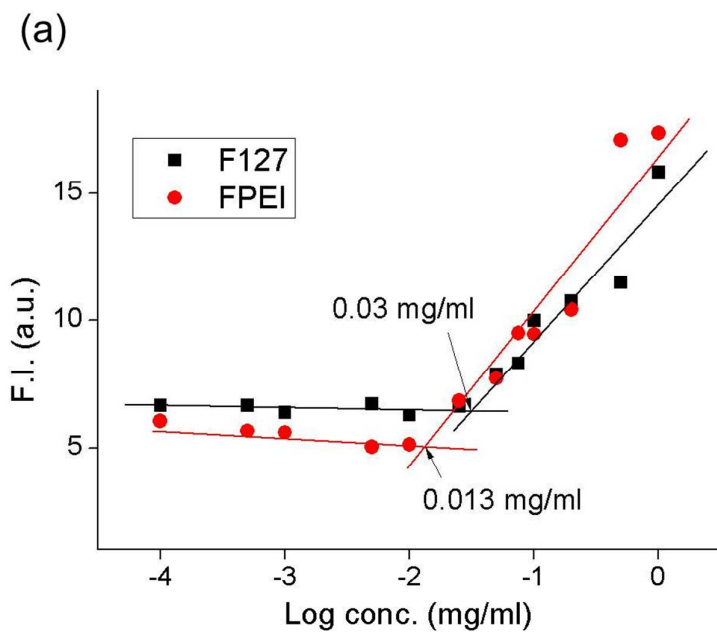 (a)
F127
FPEI
15
10
5
0.03 mg/ml
0.013 mg/ml
F.I. (a.u.)
-4 -3 -2 -1 0
Log conc. (mg/ml)